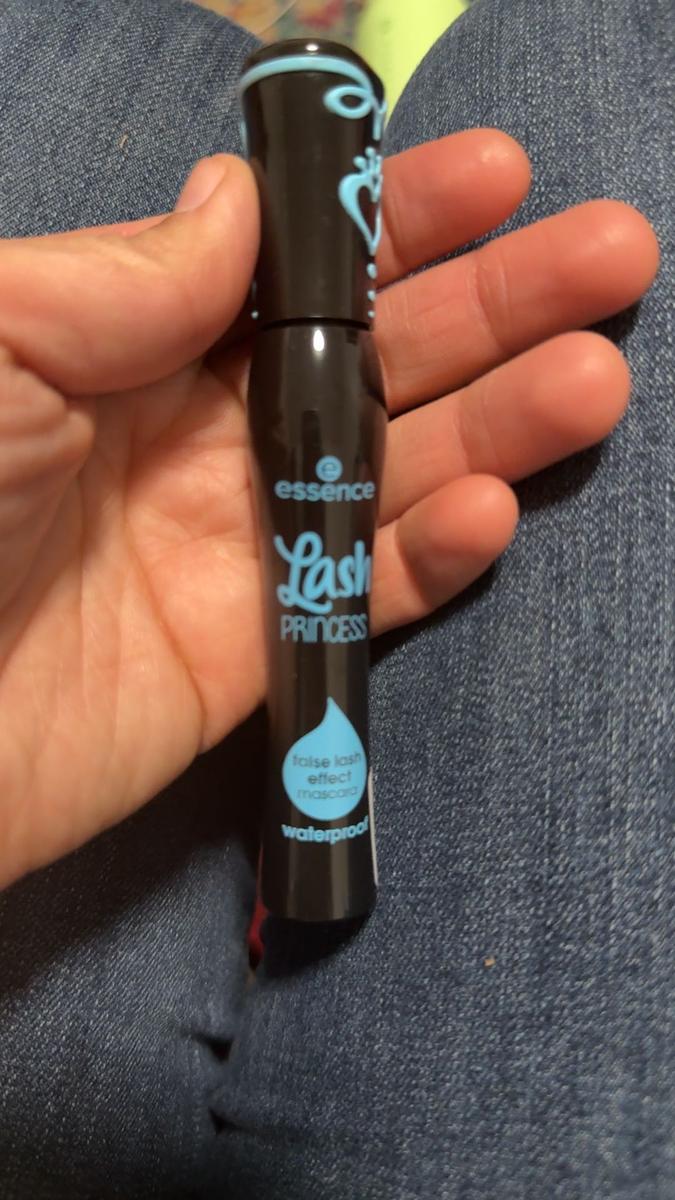 e
essence
Lash
PRINCESS
false lash
effect
mascara
waterproof